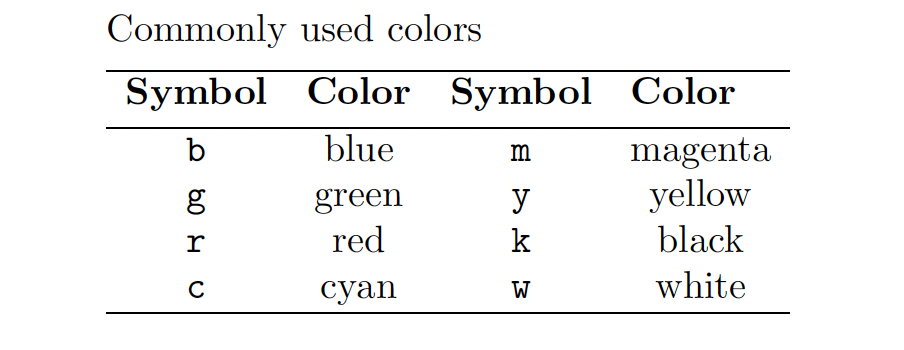 Commonly used colors
Symbol Color Symbol Color
b blue m magenta
g green y yellow
r red k black
c cyan w white